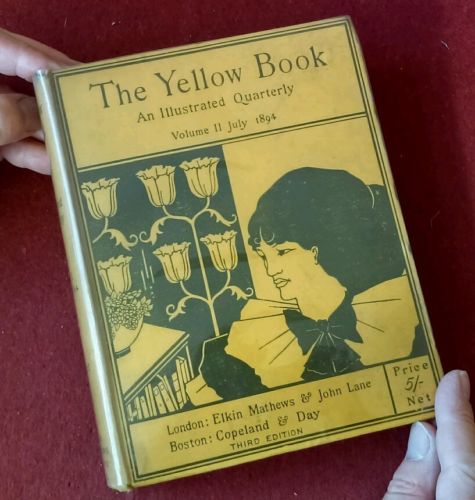 The Yellow Book
An Illustrated Quarterly
Volume II July 1894
Price
5/-
Net
London: Elkin Mathews & John Lane
Boston: Copeland & Day
THIRD EDITION